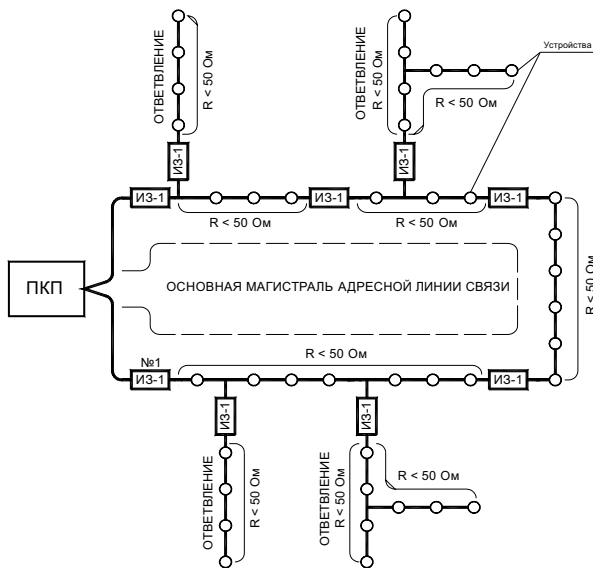 Устройства
ОТВЕТВЛЕНИЕ
R < 50 Ом
ОТВЕТВЛЕНИЕ
R < 50 Ом
R < 50 Ом
ИЗ-1
ИЗ-1
ИЗ-1
ИЗ-1
ИЗ-1
R < 50 Ом
R < 50 Ом
ПКП
ОСНОВНАЯ МАГИСТРАЛЬ АДРЕСНОЙ ЛИНИИ СВЯЗИ
R < 50 Ом
R < 50 Ом
№1
ИЗ-1
ИЗ-1
ИЗ-1
ИЗ-1
ОТВЕТВЛЕНИЕ
R < 50 Ом
ОТВЕТВЛЕНИЕ
R < 50 Ом
R < 50 Ом